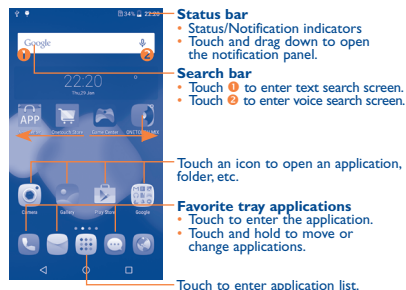 34% 22:20
Status bar
• Status/Notification indicators
• Touch and drag down to open
the notification panel.
Google
1
2
Search bar
• Touch 1 to enter text search screen.
• Touch 2 to enter voice search screen.
22:20
APP
Onetouch Store
Game Center
Touch an icon to open an application,
folder, etc.
Camera
Gallery
Play Store
Google
Favorite tray applications
• Touch to enter the application.
• Touch and hold to move or
change applications.
Touch to enter application list.